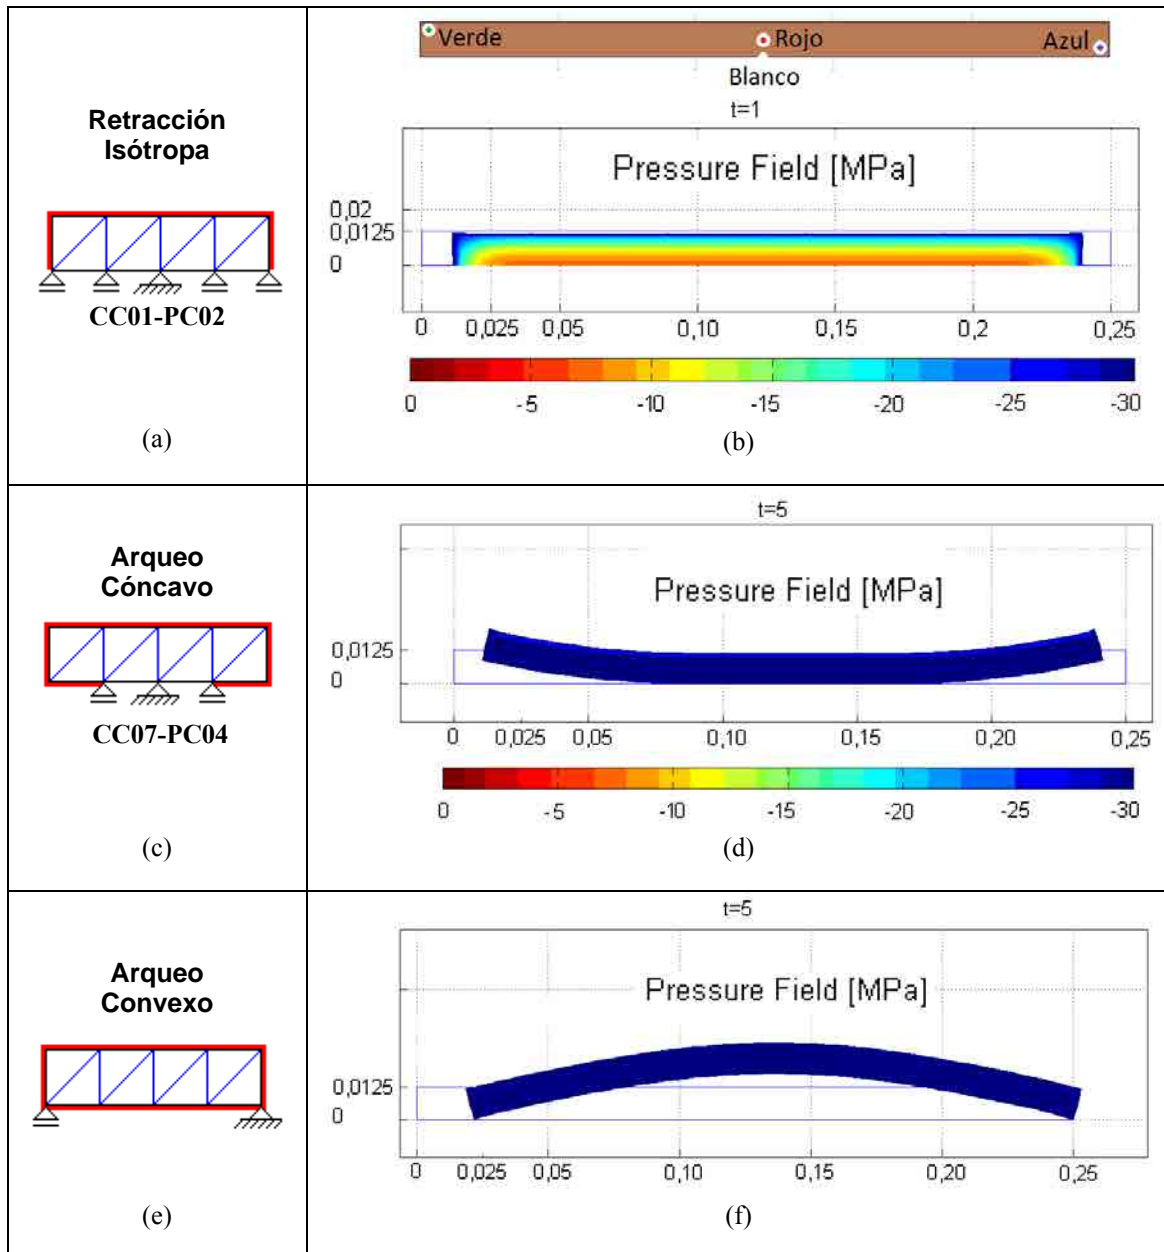 Retracción
Isótropa
CC01-PC02
(a)
Verde
Rojo
Azul
Blanco
t=1
Pressure Field [MPa]
0,02
0,0125
0
0 0,025 0,05 0,10 0,15 0,2 0,25
0 -5 -10 -15 -20 -25 -30
(b)
Arqueo
Cóncavo
CC07-PC04
(c)
t=5
Pressure Field [MPa]
0,0125
0
0 0,025 0,05 0,10 0,15 0,20 0,25
0 -5 -10 -15 -20 -25 -30
(d)
Arqueo
Convexo
(e)
t=5
Pressure Field [MPa]
0,0125
0
0 0,025 0,05 0,10 0,15 0,20 0,25
(f)